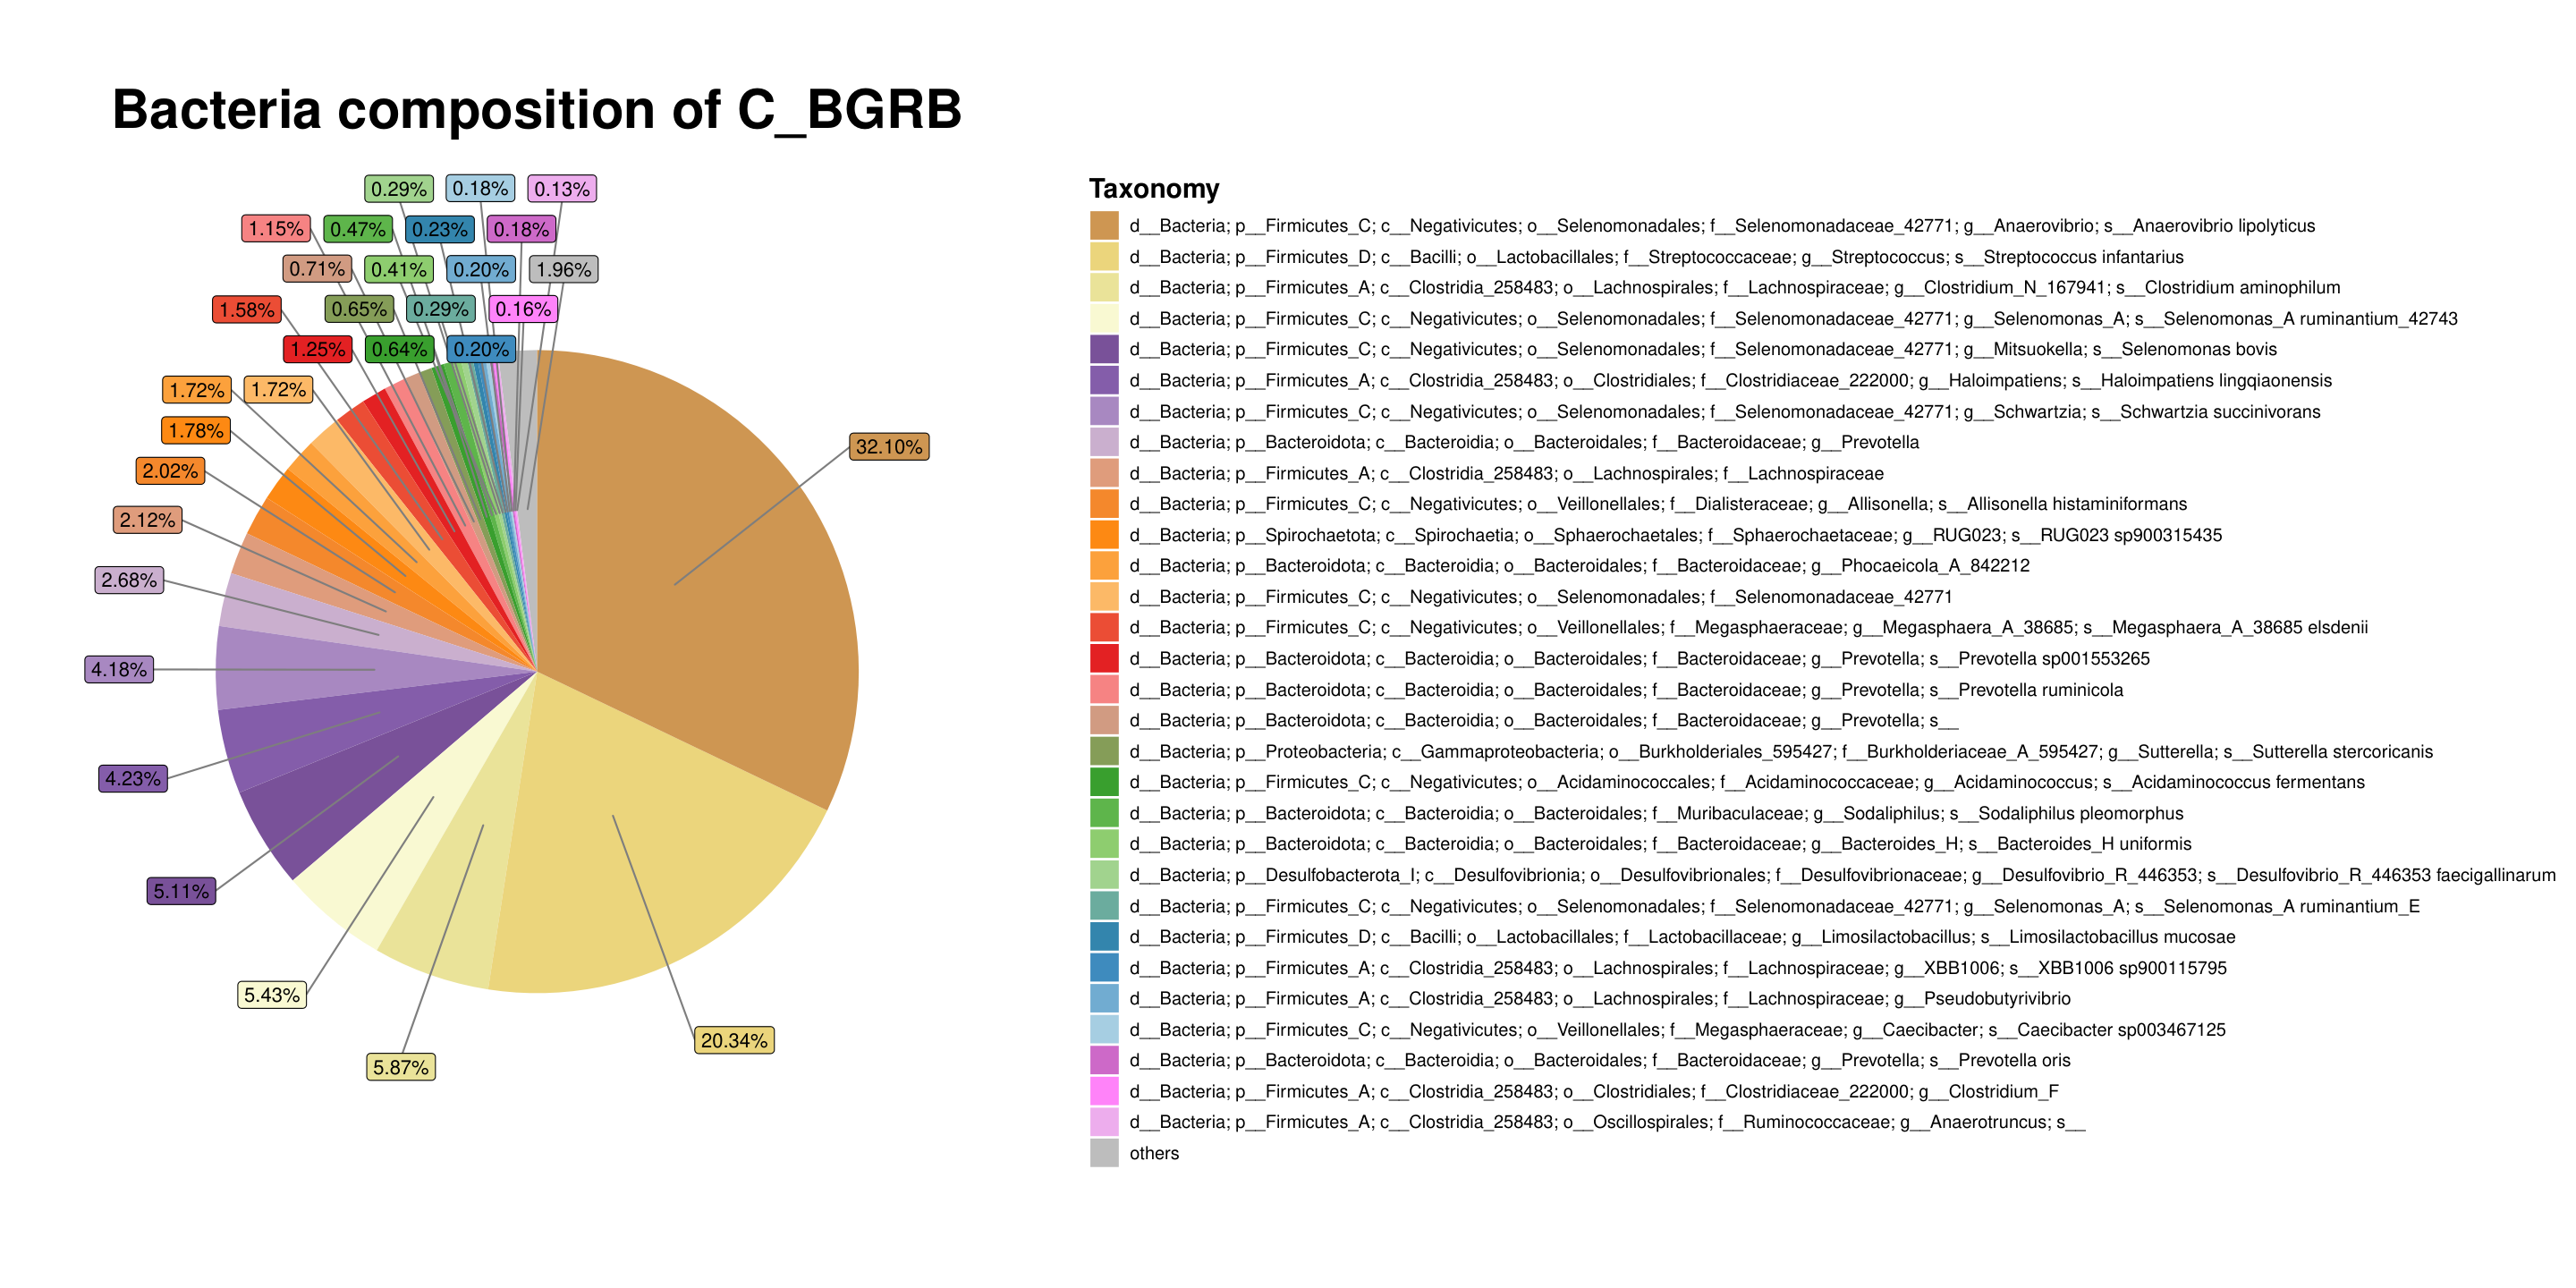 Bacteria composition of C_BGRB
0.29% 0.18% 0.13%
1.15% 0.47% 0.23% 0.18%
0.71% 0.41% 0.20% 1.96%
1.58% 0.65% 0.29% 0.16%
1.25% 0.64% 0.20%
1.72% 1.72%
1.78%
32.10%
2.02%
2.12%
2.68%
4.18%
4.23%
5.11%
5.43%
20.34%
5.87%
Taxonomy
d__Bacteria; p__Firmicutes_C; c__Negativicutes; o__Selenomonadales; f__Selenomonadaceae_42771; g__Anaerovibrio; s__Anaerovibrio lipolyticus
d__Bacteria; p__Firmicutes_D; c__Bacilli; o__Lactobacillales; f__Streptococcaceae; g__Streptococcus; s__Streptococcus infantarius
d__Bacteria; p__Firmicutes_A; c__Clostridia_258483; o__Lachnospirales; f__Lachnospiraceae; g__Clostridium_N_167941; s__Clostridium aminophilum
d__Bacteria; p__Firmicutes_C; c__Negativicutes; o__Selenomonadales; f__Selenomonadaceae_42771; g__Selenomonas_A; s__Selenomonas_A ruminantium_42743
d__Bacteria; p__Firmicutes_C; c__Negativicutes; o__Selenomonadales; f__Selenomonadaceae_42771; g__Mitsuokella; s__Selenomonas bovis
d__Bacteria; p__Firmicutes_A; c__Clostridia_258483; o__Clostridiales; f__Clostridiaceae_222000; g__Haloimpatiens; s__Haloimpatiens lingqiaonensis
d__Bacteria; p__Firmicutes_C; c__Negativicutes; o__Selenomonadales; f__Selenomonadaceae_42771; g__Schwartzia; s__Schwartzia succinivorans
d__Bacteria; p__Bacteroidota; c__Bacteroidia; o__Bacteroidales; f__Bacteroidaceae; g__Prevotella
d__Bacteria; p__Firmicutes_A; c__Clostridia_258483; o__Lachnospirales; f__Lachnospiraceae
d__Bacteria; p__Firmicutes_C; c__Negativicutes; o__Veillonellales; f__Dialisteraceae; g__Allisonella; s__Allisonella histaminiformans
d__Bacteria; p__Spirochaetota; c__Spirochaetia; o__Sphaerochaetales; f__Sphaerochaetaceae; g__RUG023; s__RUG023 sp900315435
d__Bacteria; p__Bacteroidota; c__Bacteroidia; o__Bacteroidales; f__Bacteroidaceae; g__Phocaeicola_A_842212
d__Bacteria; p__Firmicutes_C; c__Negativicutes; o__Selenomonadales; f__Selenomonadaceae_42771
d__Bacteria; p__Firmicutes_C; c__Negativicutes; o__Veillonellales; f__Megasphaeraceae; g__Megasphaera_A_38685; s__Megasphaera_A_38685 elsdenii
d__Bacteria; p__Bacteroidota; c__Bacteroidia; o__Bacteroidales; f__Bacteroidaceae; g__Prevotella; s__Prevotella sp001553265
d__Bacteria; p__Bacteroidota; c__Bacteroidia; o__Bacteroidales; f__Bacteroidaceae; g__Prevotella; s__Prevotella ruminicola
d__Bacteria; p__Bacteroidota; c__Bacteroidia; o__Bacteroidales; f__Bacteroidaceae; g__Prevotella; s__
d__Bacteria; p__Proteobacteria; c__Gammaproteobacteria; o__Burkholderiales_595427; f__Burkholderiaceae_A_595427; g__Sutterella; s__Sutterella stercoricanis
d__Bacteria; p__Firmicutes_C; c__Negativicutes; o__Acidaminococcales; f__Acidaminococcaceae; g__Acidaminococcus; s__Acidaminococcus fermentans
d__Bacteria; p__Bacteroidota; c__Bacteroidia; o__Bacteroidales; f__Muribaculaceae; g__Sodaliphilus; s__Sodaliphilus pleomorphus
d__Bacteria; p__Bacteroidota; c__Bacteroidia; o__Bacteroidales; f__Bacteroidaceae; g__Bacteroides_H; s__Bacteroides_H uniformis
d__Bacteria; p__Desulfobacterota_I; c__Desulfovibrionia; o__Desulfovibrionales; f__Desulfovibrionaceae; g__Desulfovibrio_R_446353; s__Desulfovibrio_R_446353 faecigallinarum
d__Bacteria; p__Firmicutes_C; c__Negativicutes; o__Selenomonadales; f__Selenomonadaceae_42771; g__Selenomonas_A; s__Selenomonas_A ruminantium_E
d__Bacteria; p__Firmicutes_D; c__Bacilli; o__Lactobacillales; f__Lactobacillaceae; g__Limosilactobacillus; s__Limosilactobacillus mucosae
d__Bacteria; p__Firmicutes_A; c__Clostridia_258483; o__Lachnospirales; f__Lachnospiraceae; g__XBB1006; s__XBB1006 sp900115795
d__Bacteria; p__Firmicutes_A; c__Clostridia_258483; o__Lachnospirales; f__Lachnospiraceae; g__Pseudobutyrivibrio
d__Bacteria; p__Firmicutes_C; c__Negativicutes; o__Veillonellales; f__Megasphaeraceae; g__Caecibacter; s__Caecibacter sp003467125
d__Bacteria; p__Bacteroidota; c__Bacteroidia; o__Bacteroidales; f__Bacteroidaceae; g__Prevotella; s__Prevotella oris
d__Bacteria; p__Firmicutes_A; c__Clostridia_258483; o__Clostridiales; f__Clostridiaceae_222000; g__Clostridium_F
d__Bacteria; p__Firmicutes_A; c__Clostridia_258483; o__Oscillospirales; f__Ruminococcaceae; g__Anaerotruncus; s__
others